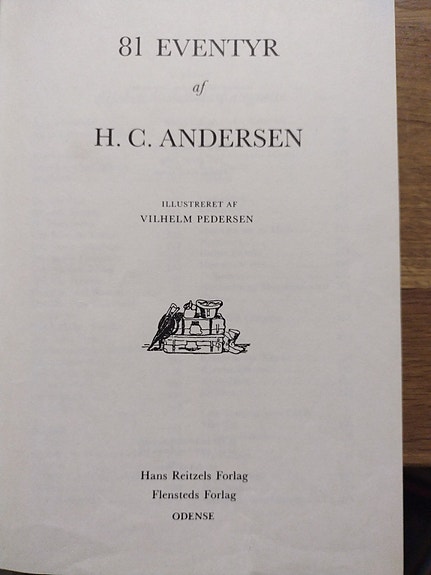 81 EVENTYR
af
H. C. ANDERSEN
ILLUSTRERET AF
VILHELM PEDERSEN
Hans Reitzels Forlag
Flensteds Forlag
ODENSE